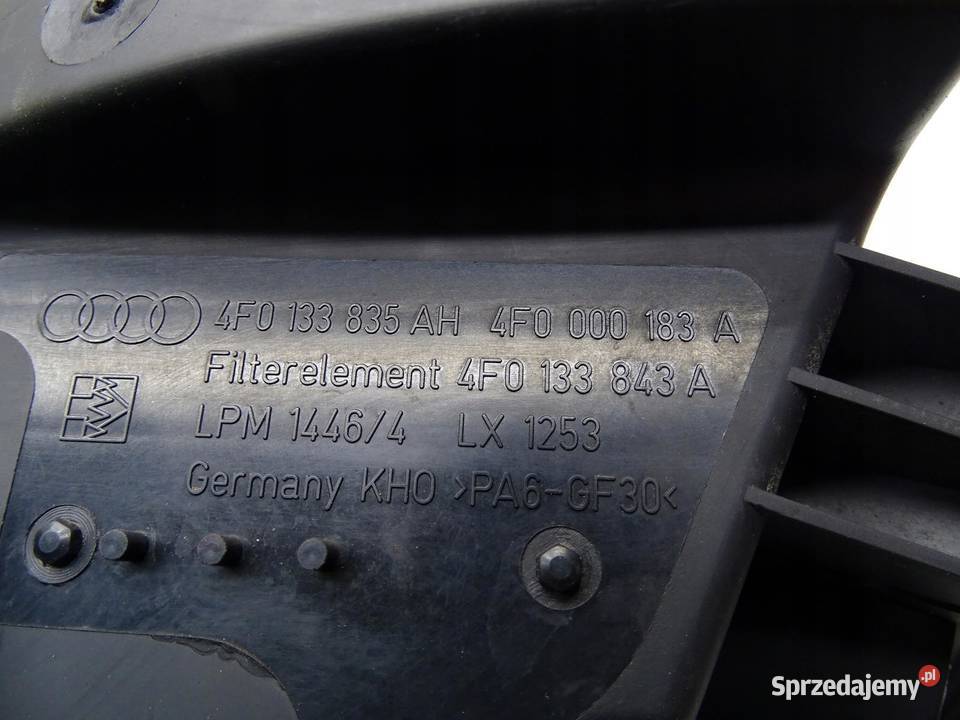 4F0 133 835 AH 4F0 000 183 A
Filterelement 4F0 133 843 A
LPM 1446/4 LX 1253
Germany KHO >PA6-GF30<
Sprzedajemy.pl